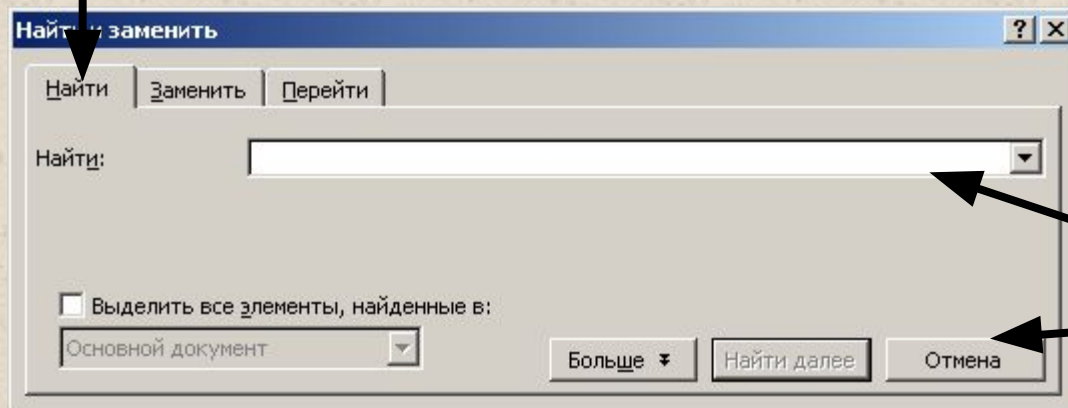 Найти и заменить
Найти Заменить Перейти
Найти:
Выделить все элементы, найденные в:
Основной документ
Больше Найти далее Отмена